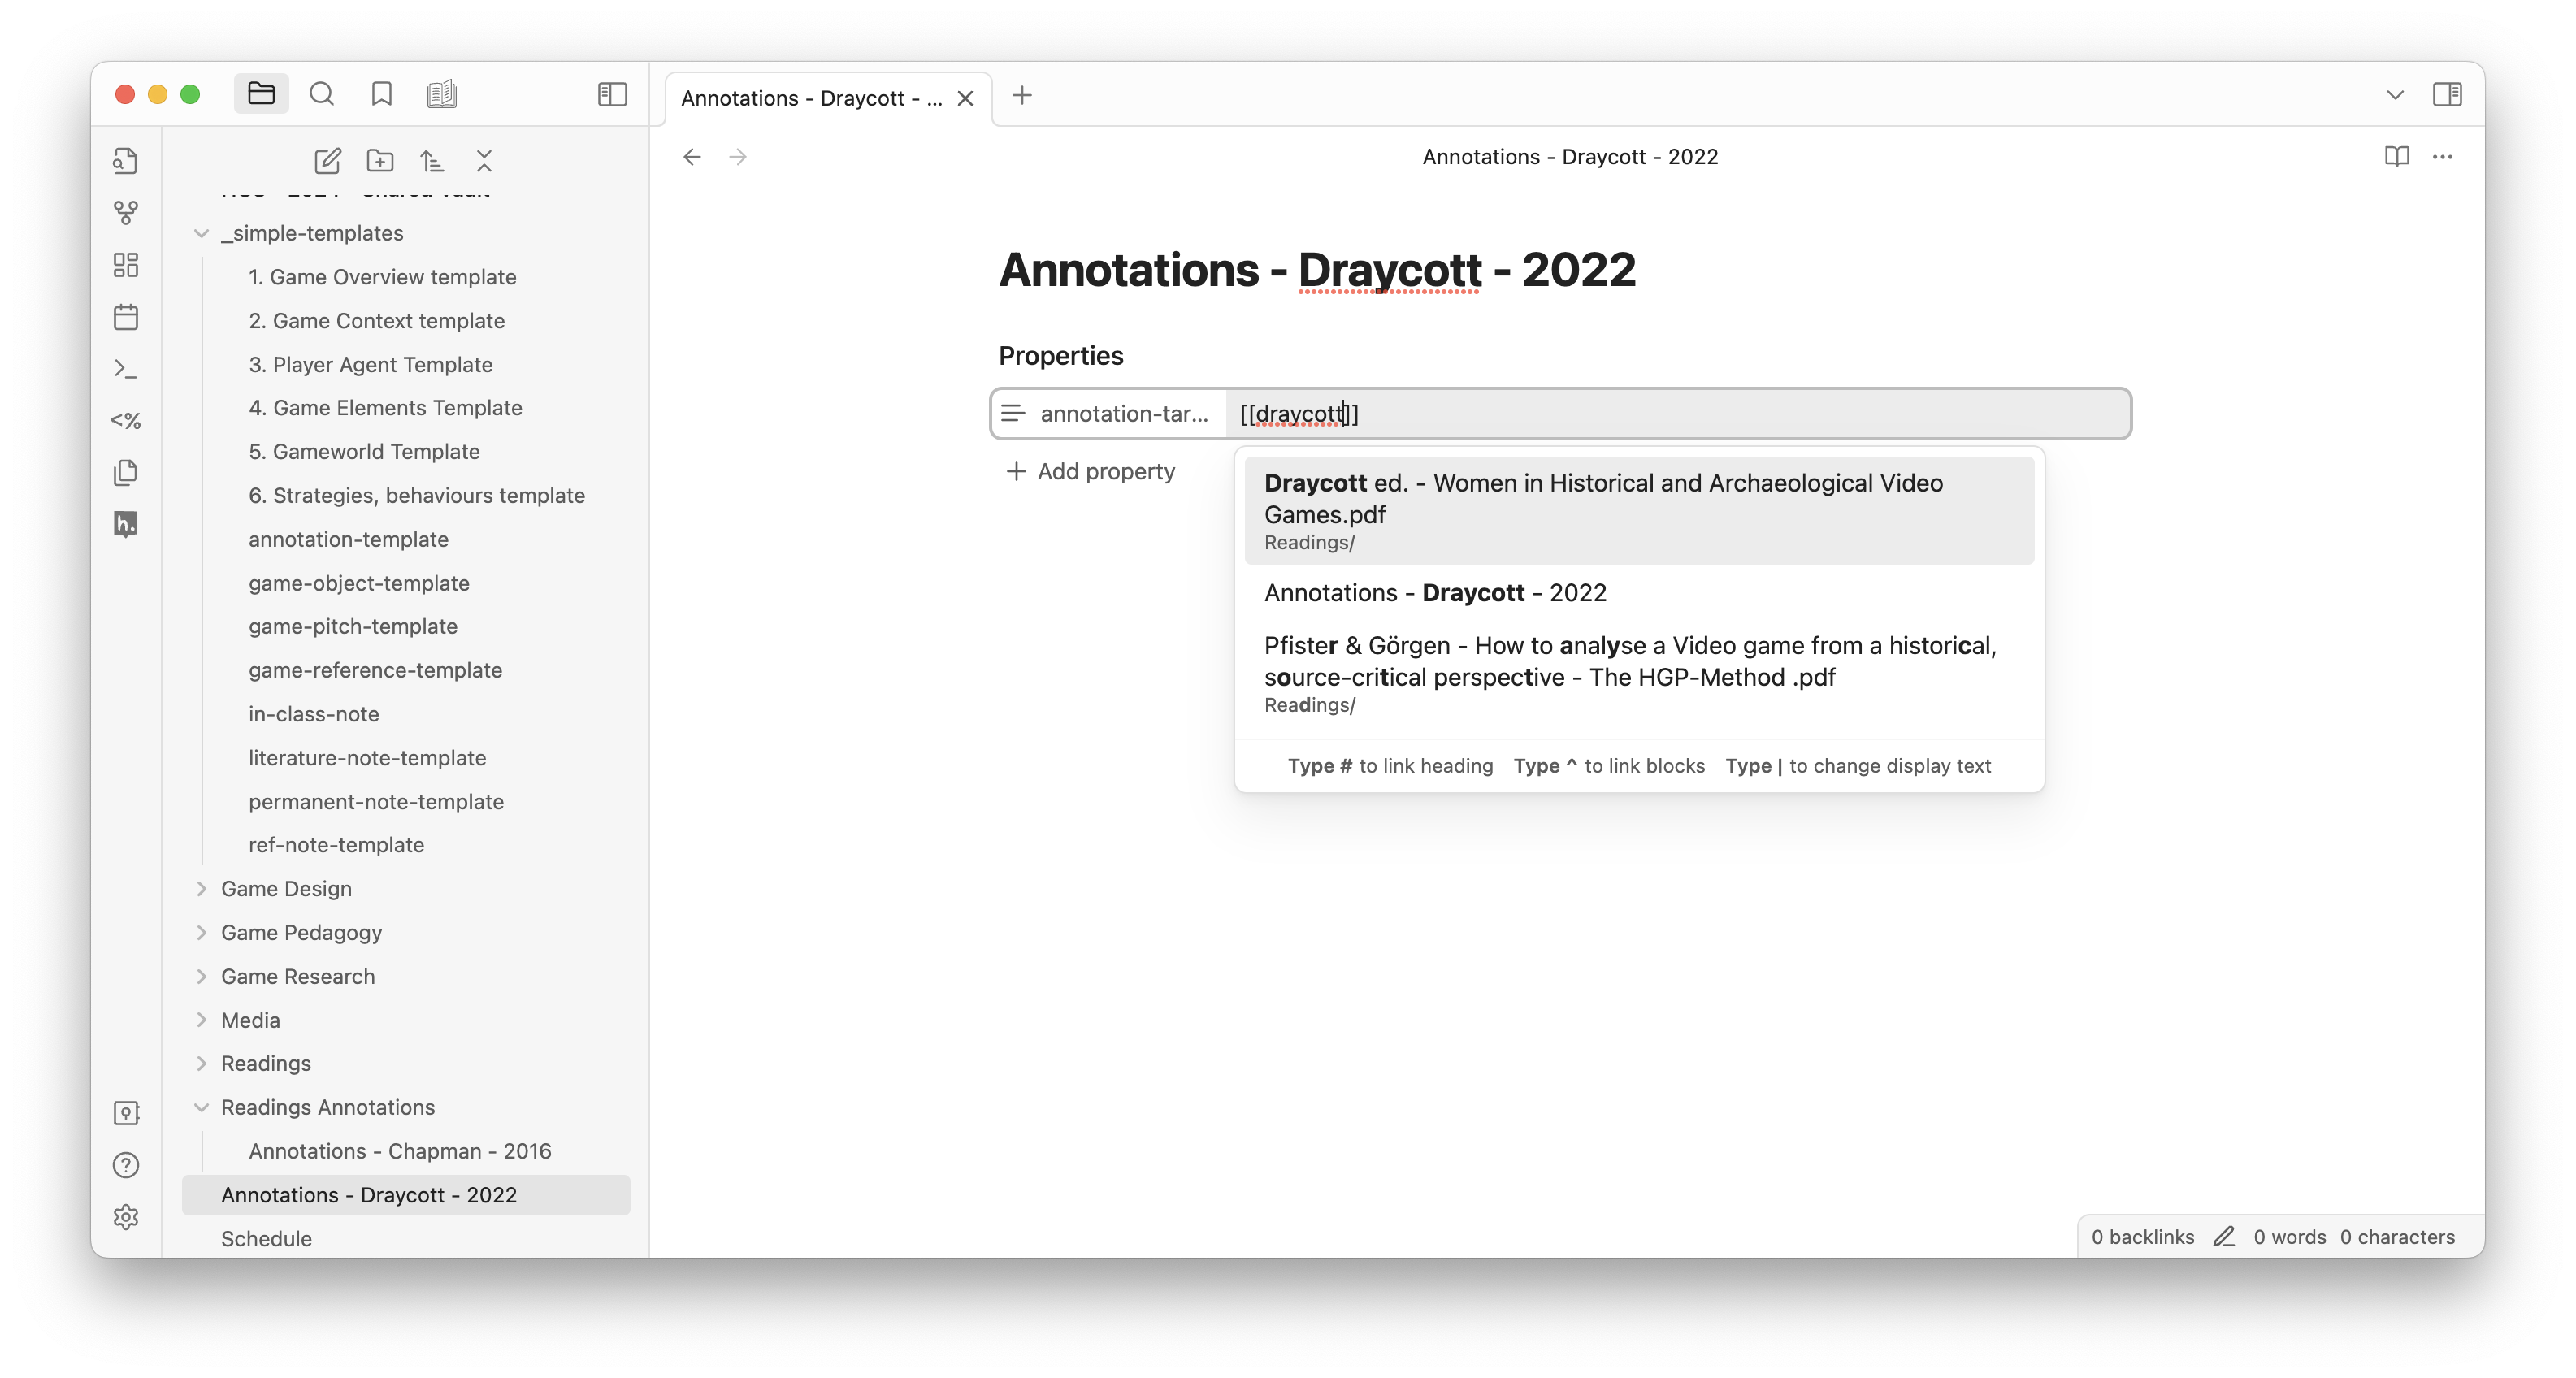 Annotations - Draycott - ...
Annotations - Draycott - 2022
_simple-templates
1. Game Overview template
2. Game Context template
3. Player Agent Template
4. Game Elements Template
5. Gameworld Template
6. Strategies, behaviours template
annotation-template
game-object-template
game-pitch-template
game-reference-template
in-class-note
literature-note-template
permanent-note-template
ref-note-template
Game Design
Game Pedagogy
Game Research
Media
Readings
Readings Annotations
Annotations - Chapman - 2016
Annotations - Draycott - 2022
Schedule
<%
h.
Annotations - Draycott - 2022
Properties
annotation-tar... [[draycott]]
Add property
Draycott ed. - Women in Historical and Archaeological Video
Games.pdf
Readings/
Annotations - Draycott - 2022
Pfister & Görgen - How to analyse a Video game from a historical,
source-critical perspective - The HGP-Method .pdf
Readings/
Type # to link heading Type ^ to link blocks Type | to change display text
0 backlinks 0 words 0 characters